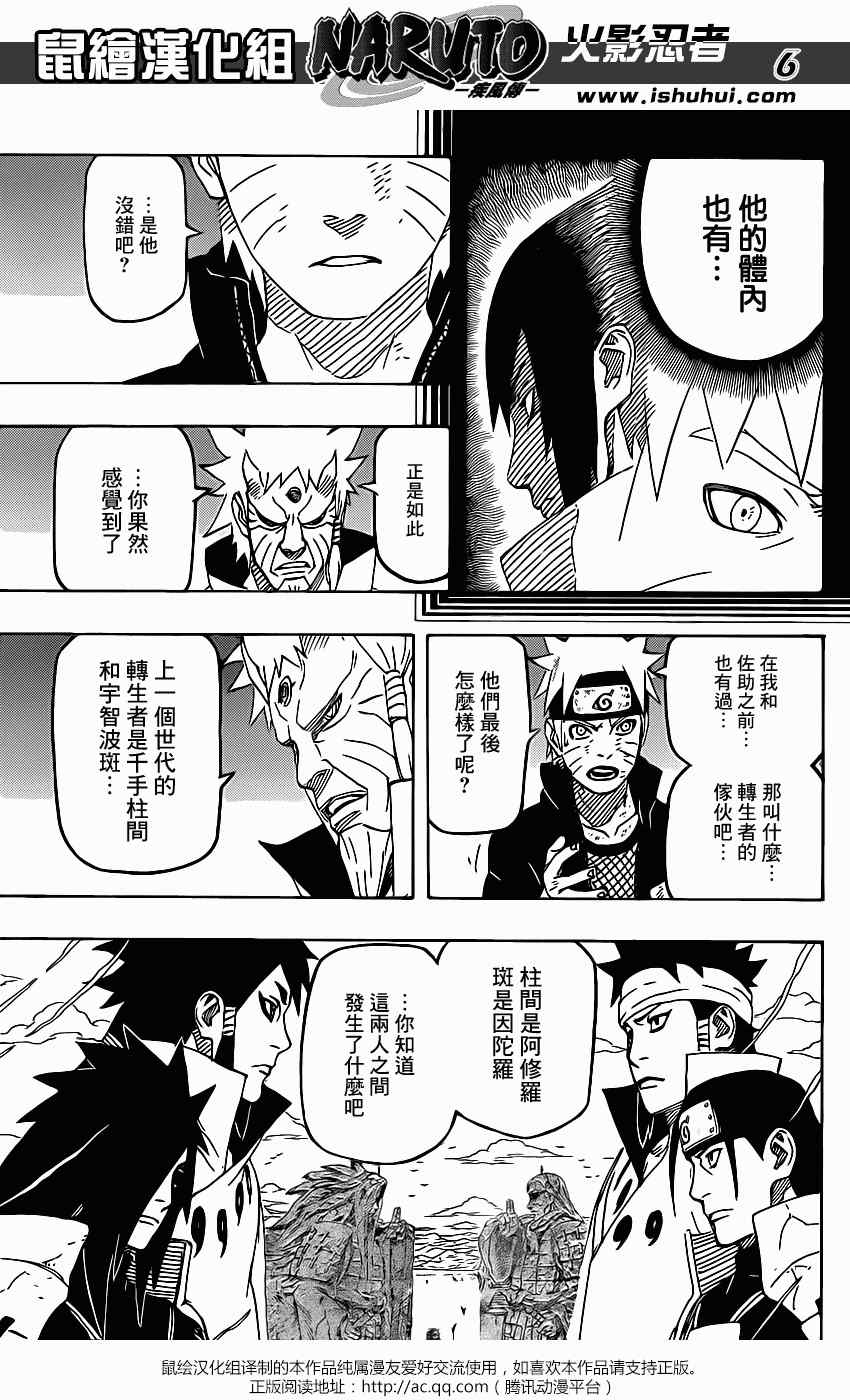 鼠繪漢化組
NARUTO
—疾風傳—
火影忍者
6
www.ishuhui.com
他的體內
也有…
…是他
沒錯吧?
正是如此
…你果然
感覺到了
在我和
佐助之前…
也有過…
那叫什麼…
轉生者的
傢伙吧…
他們最後
怎麼樣了呢?
上一個世代的
轉生者是千手柱間
和宇智波斑…
柱間是阿修羅
斑是因陀羅
…你知道
這兩人之間
發生了什麼吧
鼠绘汉化组译制的本作品纯属漫友爱好交流使用，如喜欢本作品请支持正版。
正版阅读地址：http://ac.qq.com（腾讯动漫平台）